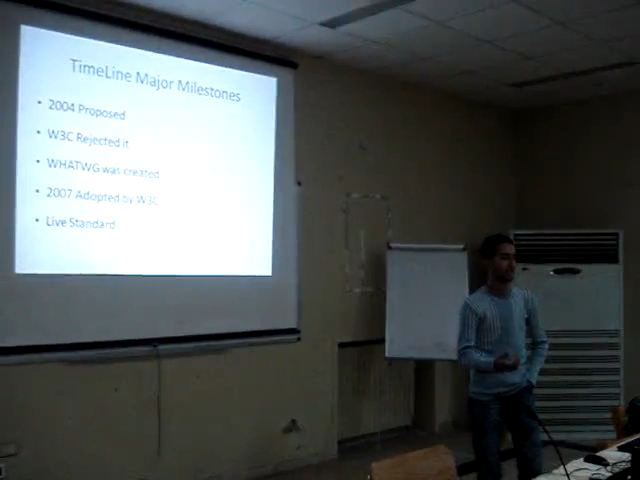 TimeLine Major Milestones
• 2004 Proposed
• W3C Rejected it
• WHATWG was created
• 2007 Adopted by W3C
• Live Standard